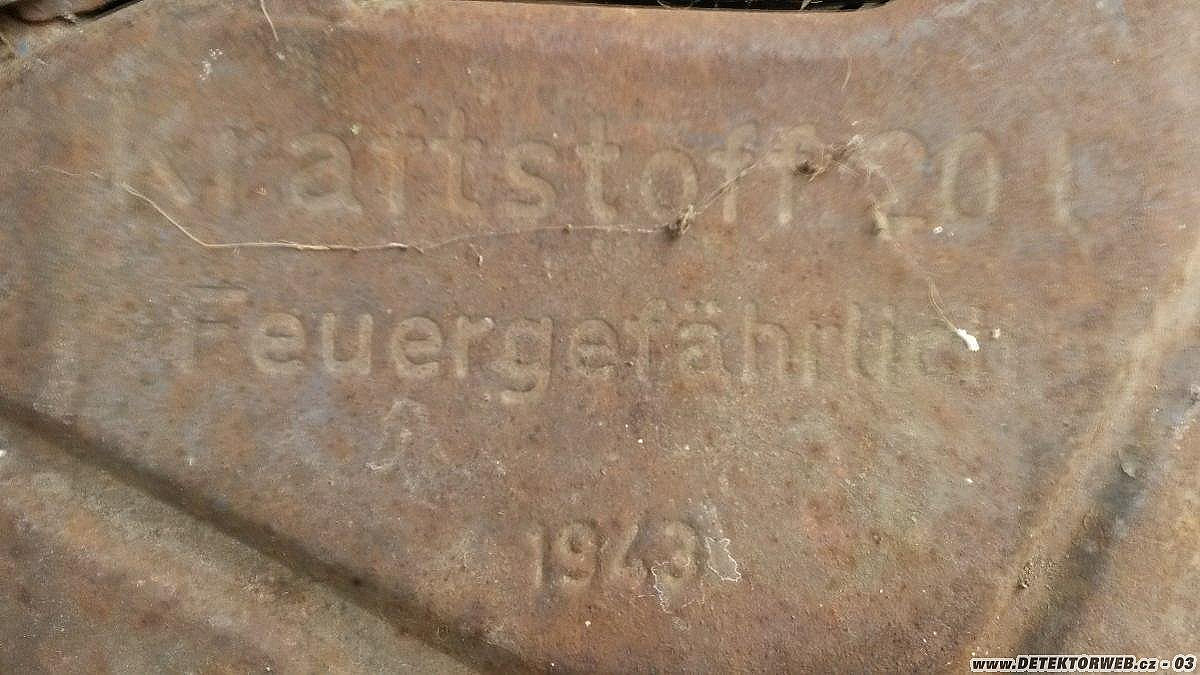 Kraftstoff 20 l
Feuergefährlich
1943
www.DETEKTORWEB.cz - 03